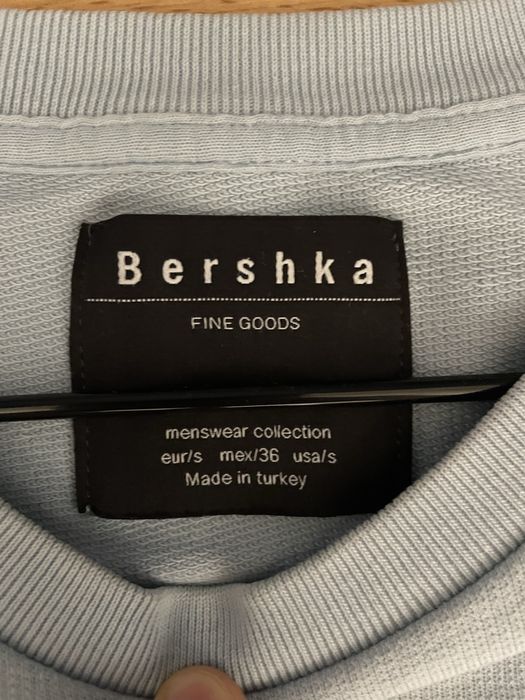 Bershka
FINE GOODS
menswear collection
eur/s mex/36 usa/s
Made in turkey